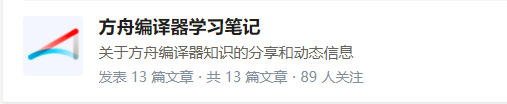 方舟编译器学习笔记
关于方舟编译器知识的分享和动态信息
发表 13 篇文章 · 共 13 篇文章 · 89 人关注